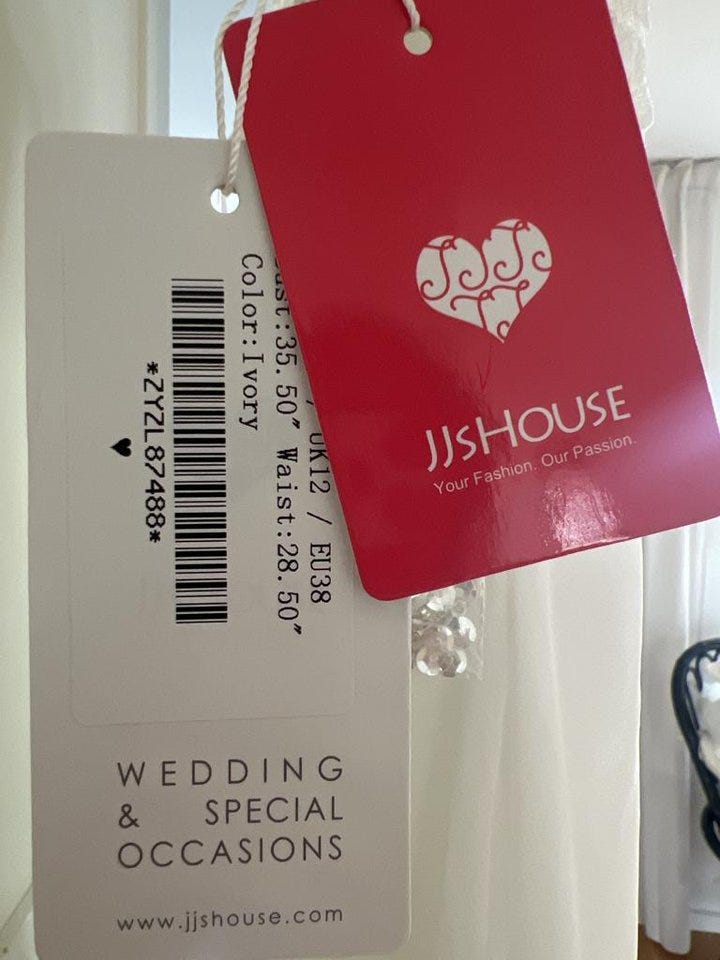 JJsHOUSE
Your Fashion. Our Passion.
/ UK12 / EU38
:35.50″ Waist:28.50″
Color:Ivory
*ZYZL87488*
WEDDING
& SPECIAL
OCCASIONS
www.jjshouse.com